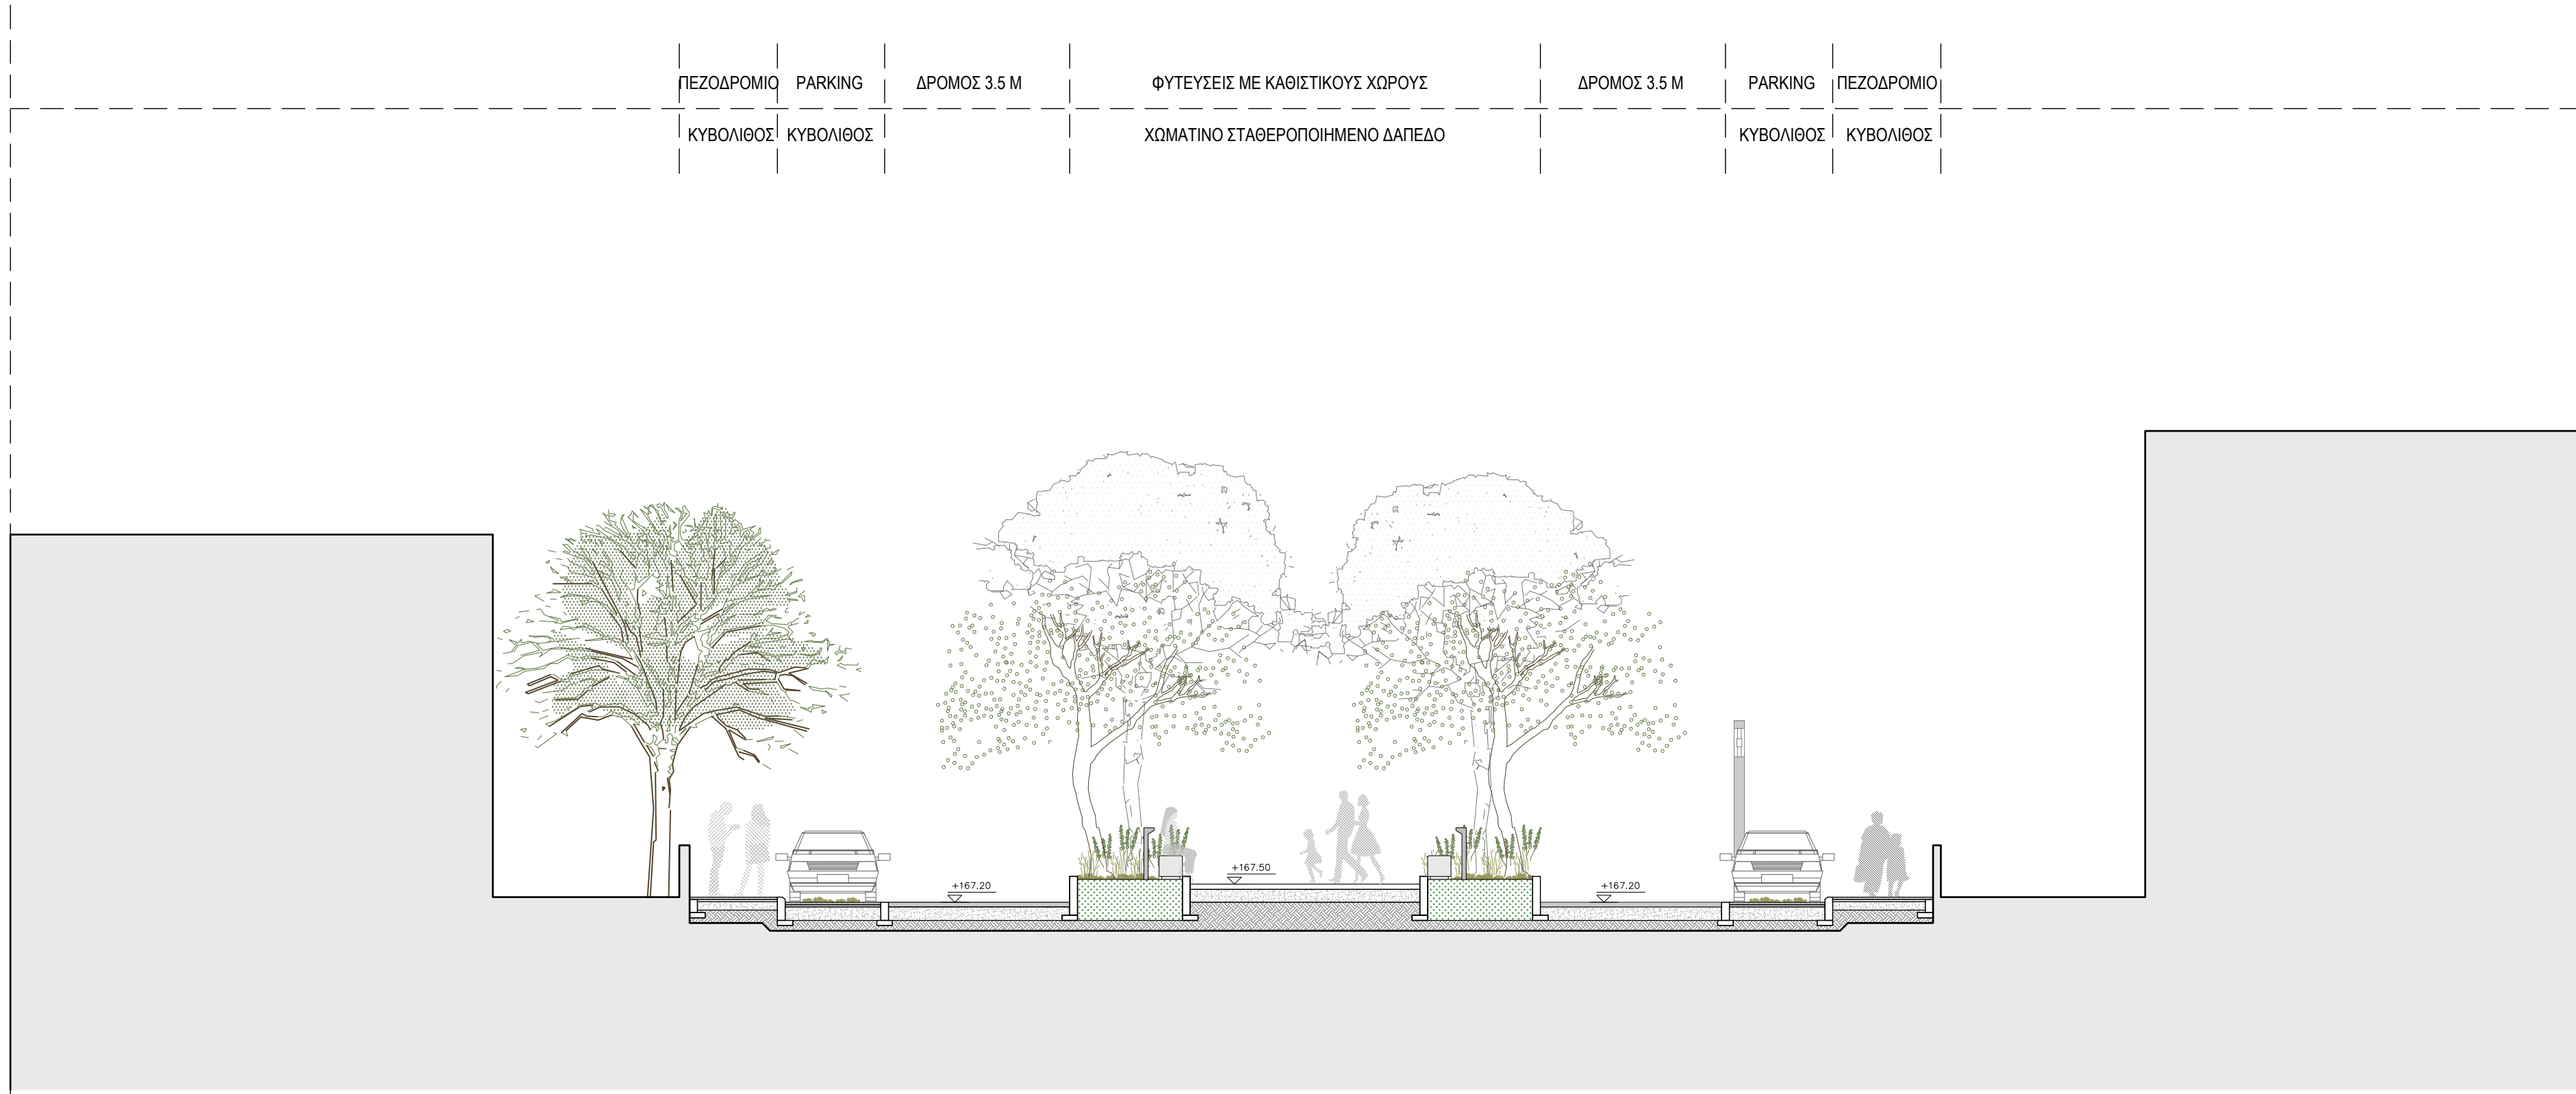 ΠΕΖΟΔΡΟΜΙΟ PARKING ΔΡΟΜΟΣ 3.5 Μ ΦΥΤΕΥΣΕΙΣ ΜΕ ΚΑΘΙΣΤΙΚΟΥΣ ΧΩΡΟΥΣ ΔΡΟΜΟΣ 3.5 Μ PARKING ΠΕΖΟΔΡΟΜΙΟ
ΚΥΒΟΛΙΘΟΣ ΚΥΒΟΛΙΘΟΣ ΧΩΜΑΤΙΝΟ ΣΤΑΘΕΡΟΠΟΙΗΜΕΝΟ ΔΑΠΕΔΟ ΚΥΒΟΛΙΘΟΣ ΚΥΒΟΛΙΘΟΣ
+167.50
+167.20 +167.20